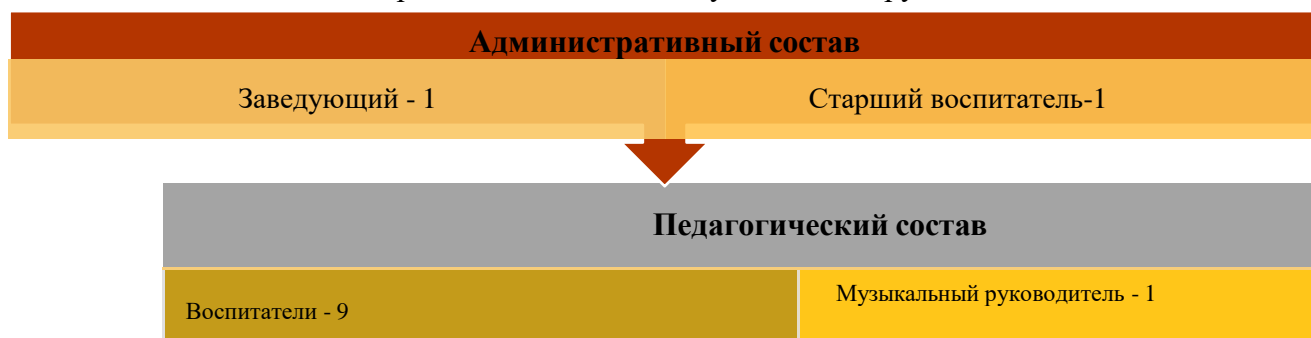 Административный состав
Заведующий - 1
Старший воспитатель-1
Педагогический состав
Воспитатели - 9
Музыкальный руководитель - 1